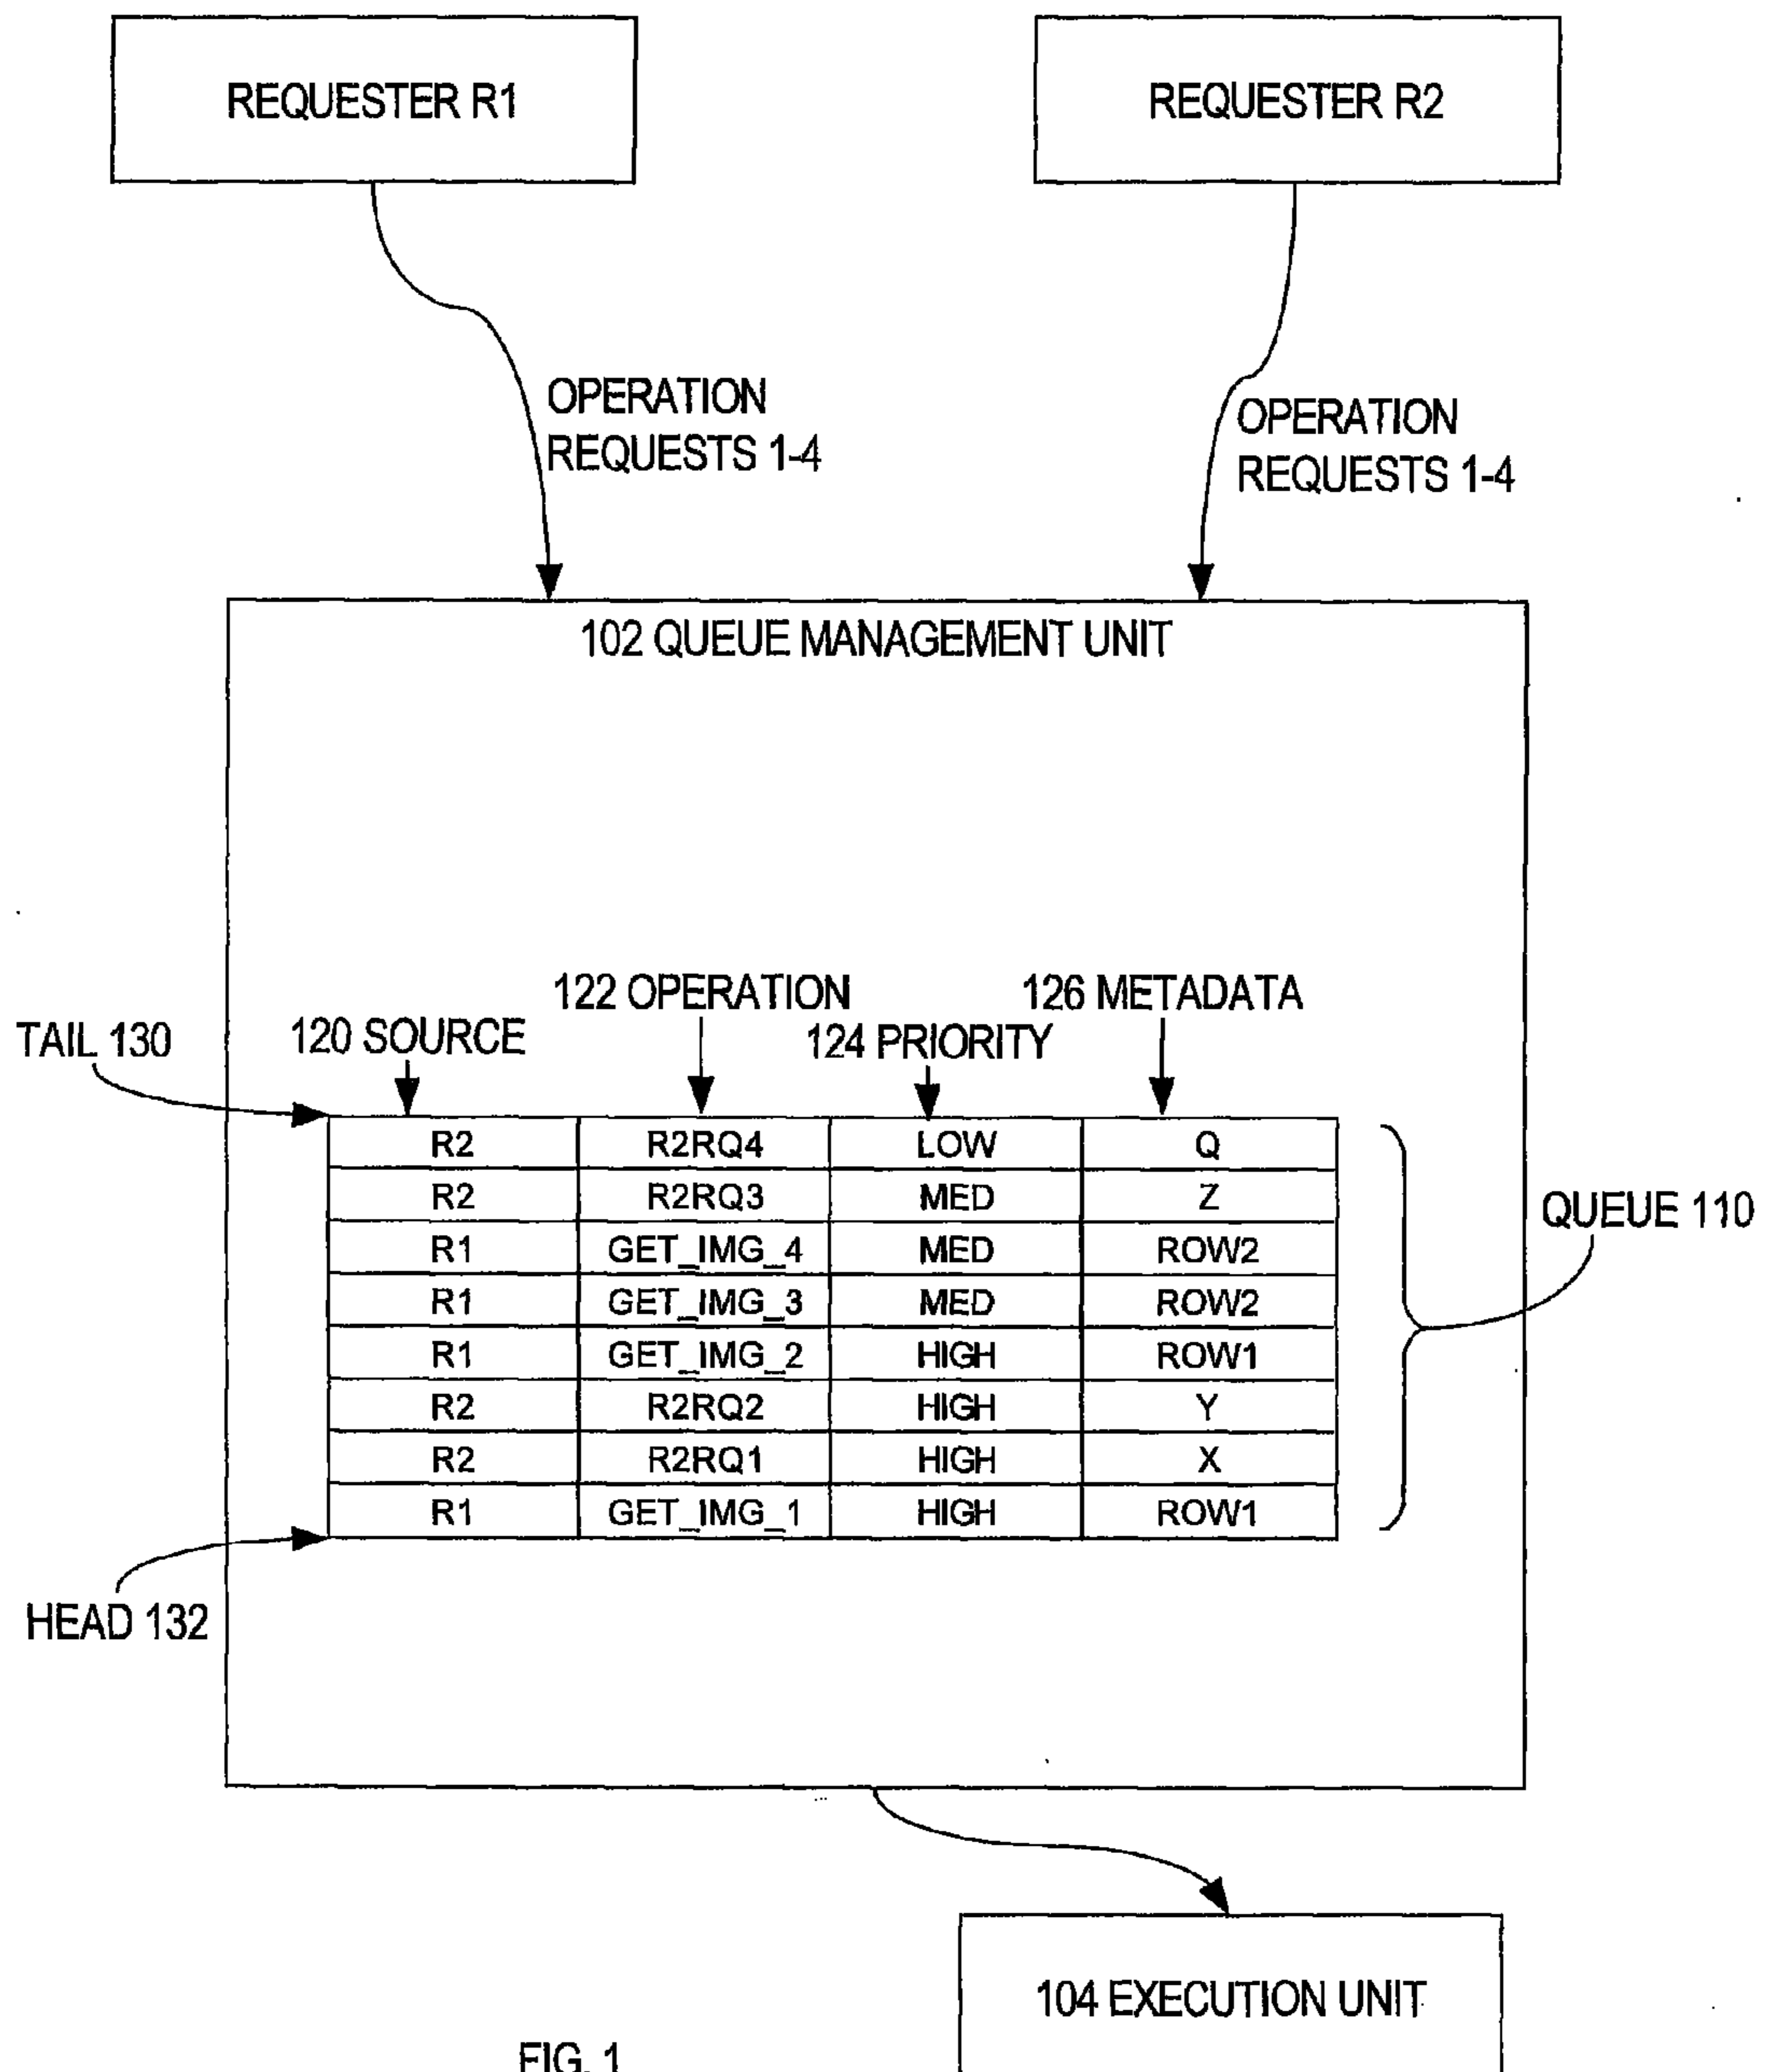 REQUESTER R1
REQUESTER R2
OPERATION
REQUESTS 1-4
OPERATION
REQUESTS 1-4
102 QUEUE MANAGEMENT UNIT
122 OPERATION
126 METADATA
TAIL 130
120 SOURCE
124 PRIORITY
R2 R2RQ4 LOW Q
R2 R2RQ3 MED Z
R1 GET_IMG_4 MED ROW2
R1 GET_IMG_3 MED ROW2
R1 GET_IMG_2 HIGH ROW1
R2 R2RQ2 HIGH Y
R2 R2RQ1 HIGH X
R1 GET_IMG_1 HIGH ROW1
QUEUE 110
HEAD 132
104 EXECUTION UNIT
FIG. 1